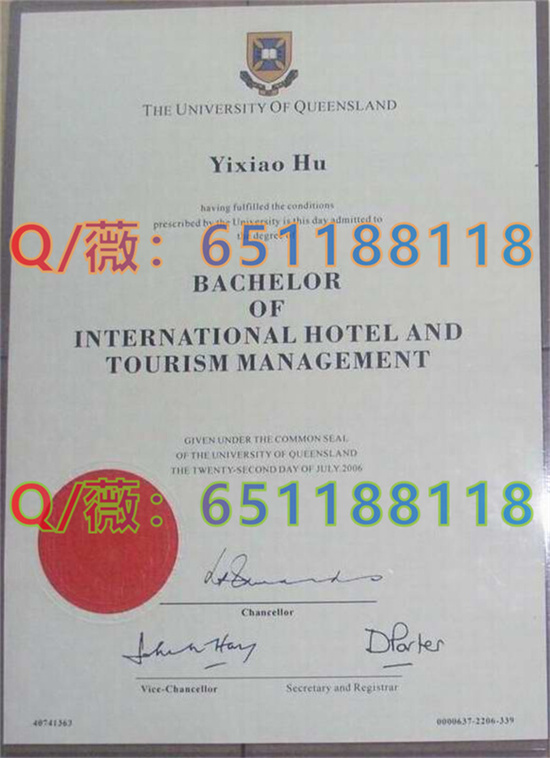 THE UNIVERSITY OF QUEENSLAND
Yixiao Hu
having fulfilled the conditions
prescribed by the University is this day admitted to
the degree of
Q/薇：651188118
BACHELOR
OF
INTERNATIONAL HOTEL AND
TOURISM MANAGEMENT
GIVEN UNDER THE COMMON SEAL
OF THE UNIVERSITY OF QUEENSLAND
THE TWENTY-SECOND DAY OF JULY 2006
Q/薇：651188118
Chancellor
Vice-Chancellor Secretary and Registrar
40741363 0000637-2206-339